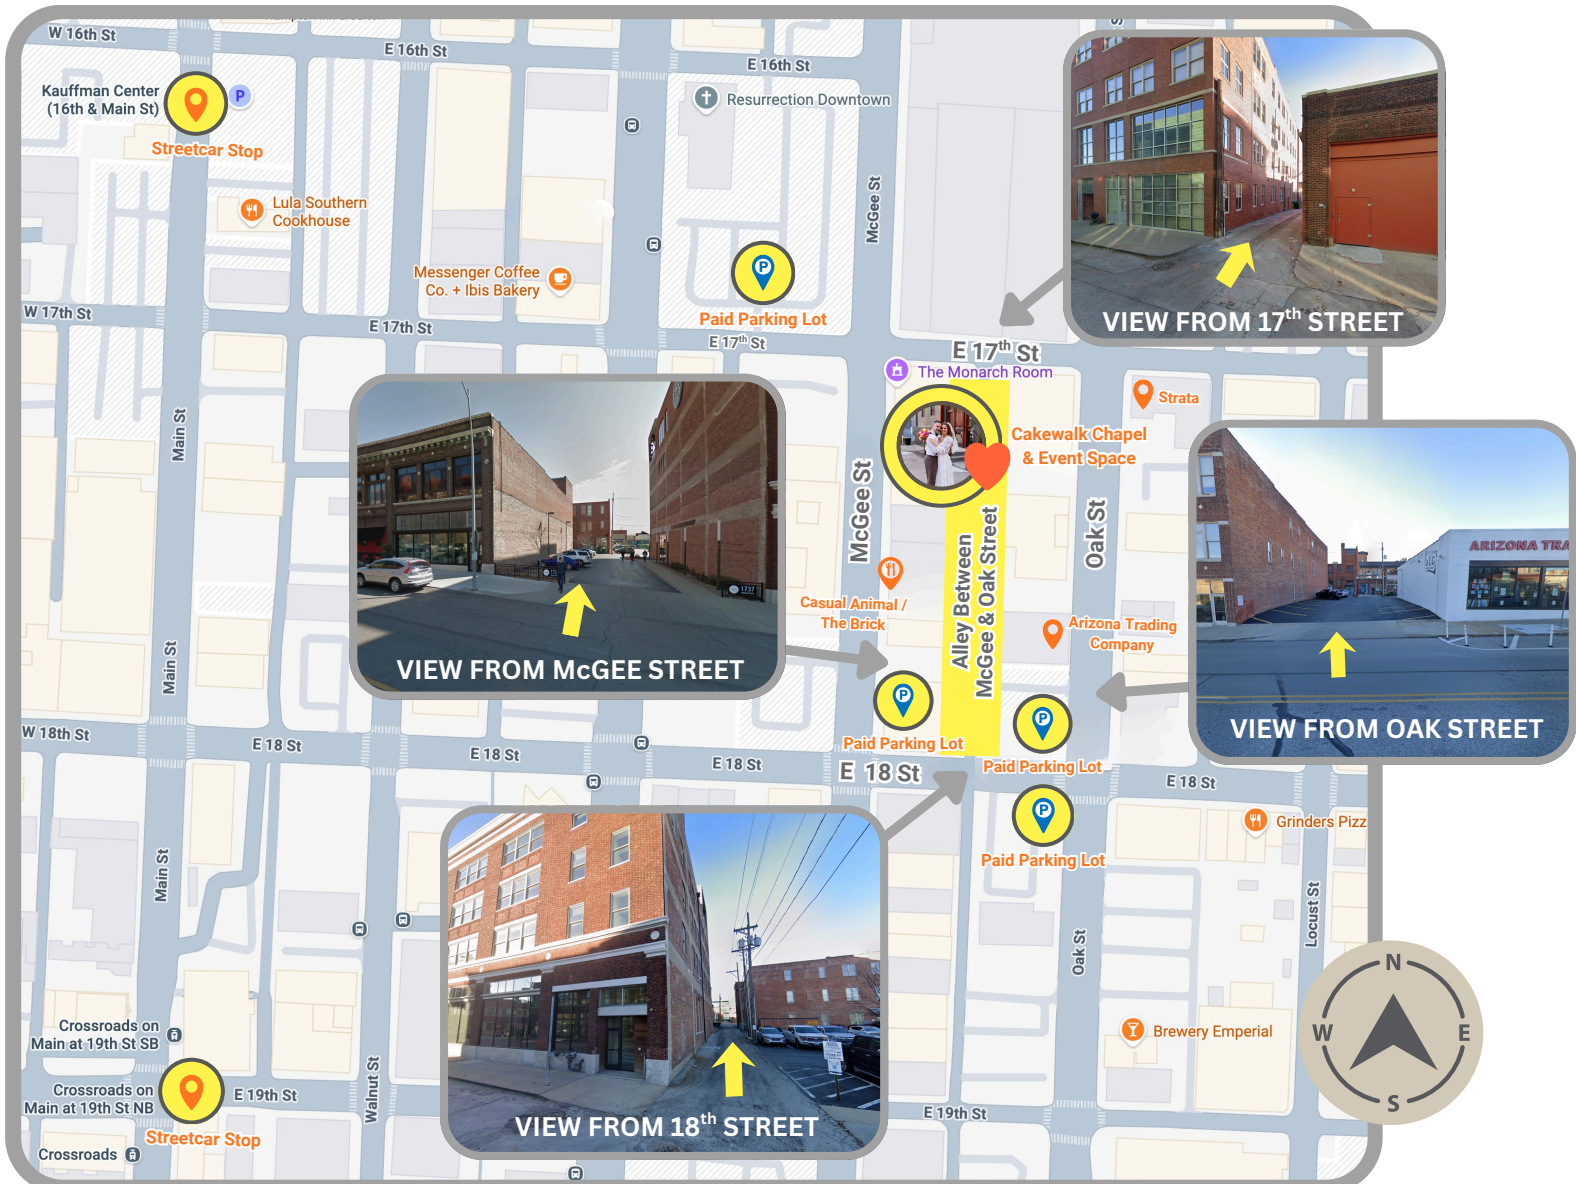 W 16th St
E 16th St
E 16th St
Kauffman Center
(16th & Main St)
P
Streetcar Stop
Resurrection Downtown
Lula Southern
Cookhouse
McGee St
Messenger Coffee
Co. + Ibis Bakery
P
Paid Parking Lot
VIEW FROM 17th STREET
W 17th St
E 17th St
E 17th St
E 17th St
The Monarch Room
Strata
Cakewalk Chapel
& Event Space
Main St
McGee St
Oak St
Alley Between
McGee & Oak Street
1737
VIEW FROM McGEE STREET
ARIZONA TRA
VIEW FROM OAK STREET
Casual Animal /
The Brick
Arizona Trading
Company
Main St
P
Paid Parking Lot
P
Paid Parking Lot
W 18th St
E 18 St
E 18 St
E 18 St
E 18 St
E 18 St
P
Paid Parking Lot
Grinders Pizz
Main St
Locust St
Oak St
VIEW FROM 18th STREET
Crossroads on
Main at 19th St SB
Crossroads on
Main at 19th St NB
E 19th St
Streetcar Stop
Crossroads
Walnut St
E 19th St
Brewery Emperial
N
W
E
S